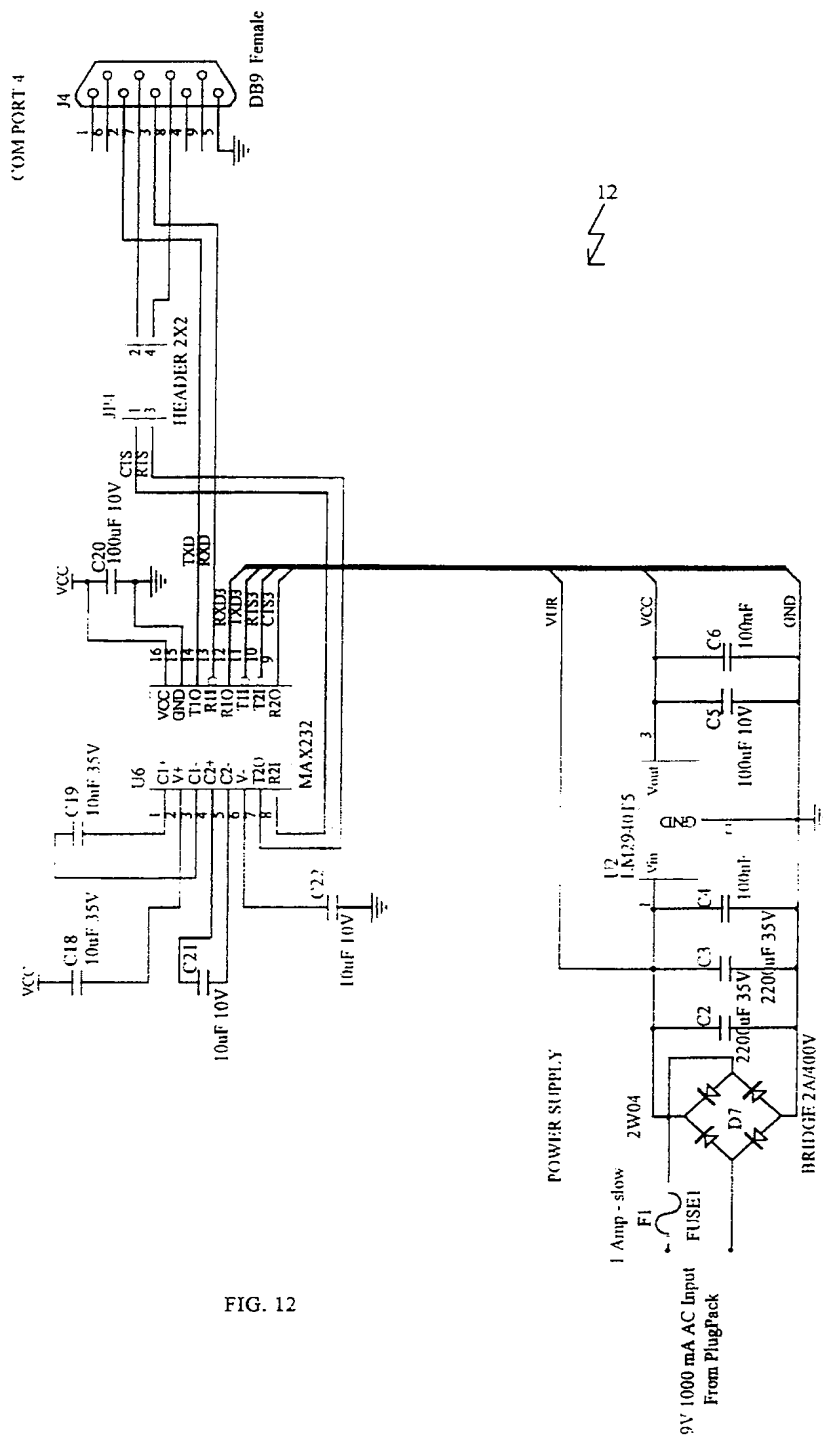 COM PORT 4
J4
DB9 Female
1
6
2
7
3
8
4
9
5
12
2
4
HEADER 2X2
JP4
1
3
CTS
RTS
VCC
C20
100uF 10V
TXD
RXD
RXD3
TXD3
RTS3
CTS3
16
15
14
13
12
11
10
9
VCC
GND
T1O
R1I
R1O
T1I
T2I
R2O
U6
C1+
V+
C1-
C2+
C2-
V-
T2O
R2I
MAX232
1
2
3
4
5
6
7
8
C19
10uF 35V
VCC
C18
10uF 35V
C21
10uF 10V
C22
10uF 10V
VUR
VCC
GND
C6
100nF
C5
100uF 10V
3
Vout
GND
Vin
U2
LM2940T5
1
C4
100nF
C3
2200uF 35V
C2
2200uF 35V
POWER SUPPLY
2W04
D7
BRIDGE 2A/400V
1 Amp - slow
F1
FUSE1
9V 1000 mA AC Input
From PlugPack
FIG. 12